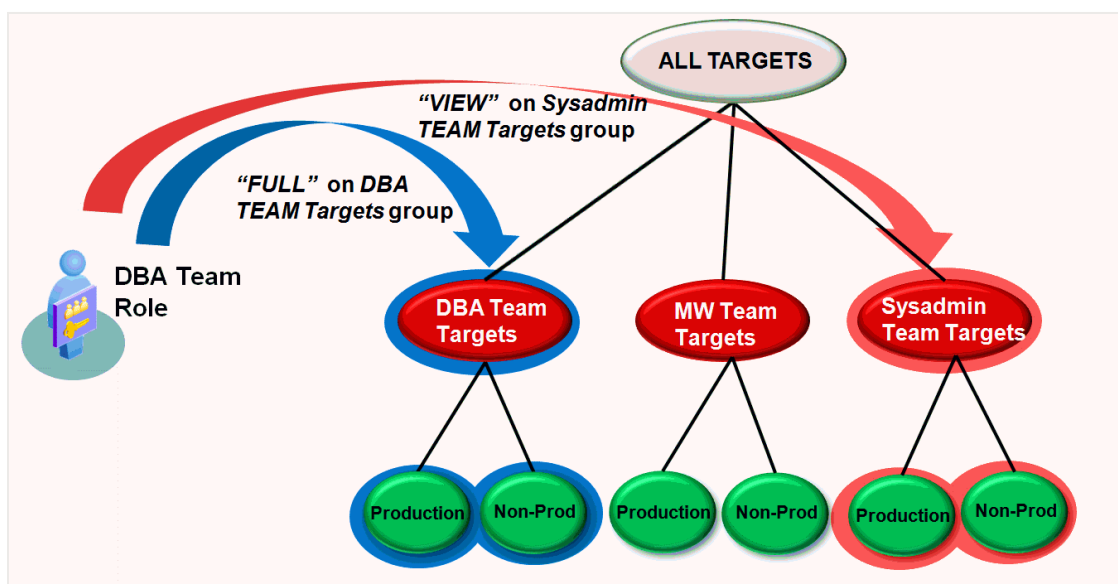 ALL TARGETS
“VIEW” on Sysadmin
TEAM Targets group
“FULL” on DBA
TEAM Targets group
DBA Team
Role
DBA Team
Targets
MW Team
Targets
Sysadmin
Team Targets
Production
Non-Prod
Production
Non-Prod
Production
Non-Prod